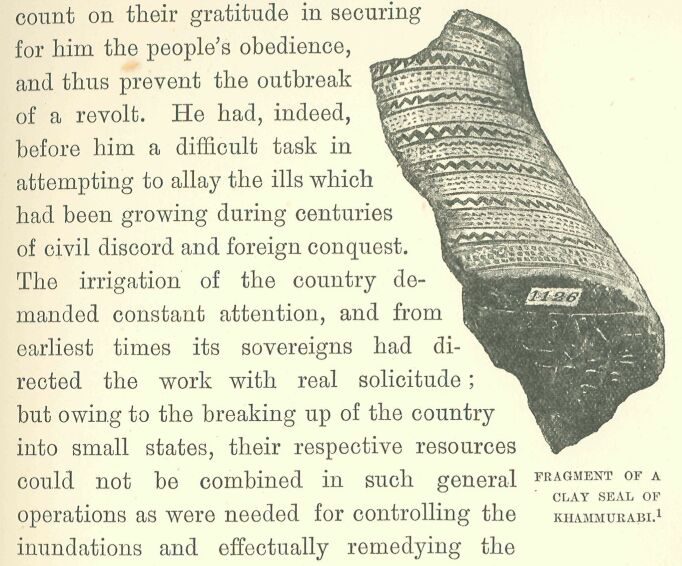 count on their gratitude in securing
for him the people's obedience,
and thus prevent the outbreak
of a revolt. He had, indeed,
before him a difficult task in
attempting to allay the ills which
had been growing during centuries
of civil discord and foreign conquest.
The irrigation of the country de-
manded constant attention, and from
earliest times its sovereigns had di-
rected the work with real solicitude ;
but owing to the breaking up of the country
into small states, their respective resources
could not be combined in such general
operations as were needed for controlling the
inundations and effectually remedying the
1126
FRAGMENT OF A
CLAY SEAL OF
KHAMMURABI.¹